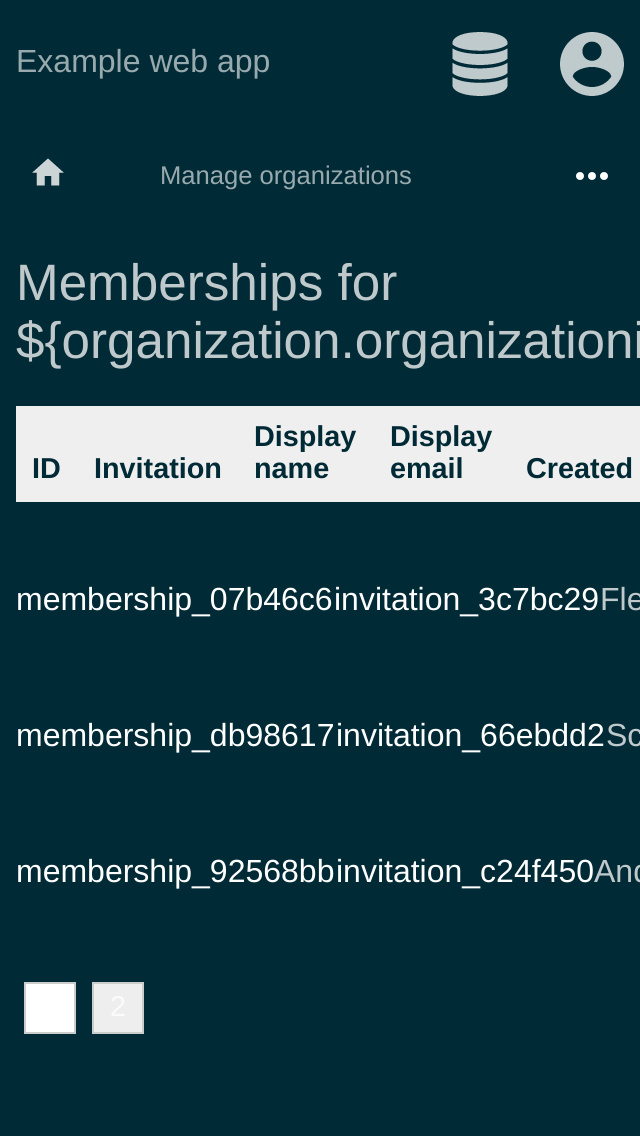 Example web app
Manage organizations
Memberships for
${organization.organizationi
ID Invitation Display name Display email Created
membership_07b46c6 invitation_3c7bc29 Fle
membership_db98617 invitation_66ebdd2 Sc
membership_92568bb invitation_c24f450 And
2